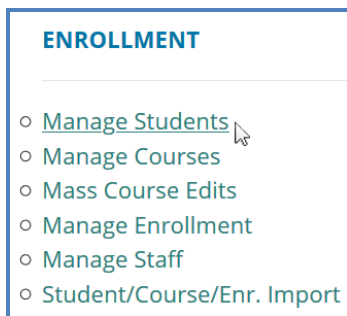 ENROLLMENT
Manage Students
Manage Courses
Mass Course Edits
Manage Enrollment
Manage Staff
Student/Course/Enr. Import